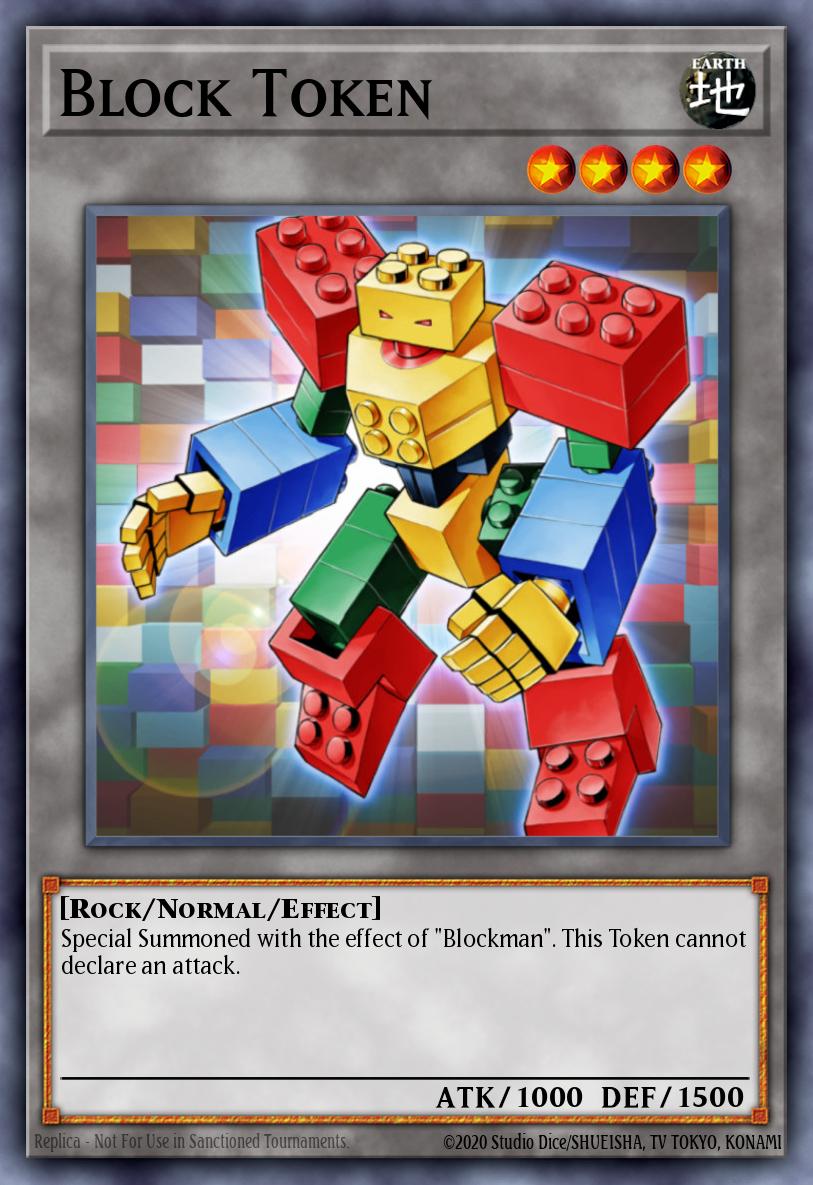 Block Token
EARTH
地
[Rock/Normal/Effect]
Special Summoned with the effect of "Blockman". This Token cannot
declare an attack.
ATK/1000 DEF/1500
Replica - Not For Use in Sanctioned Tournaments.
©2020 Studio Dice/SHUEISHA, TV TOKYO, KONAMI